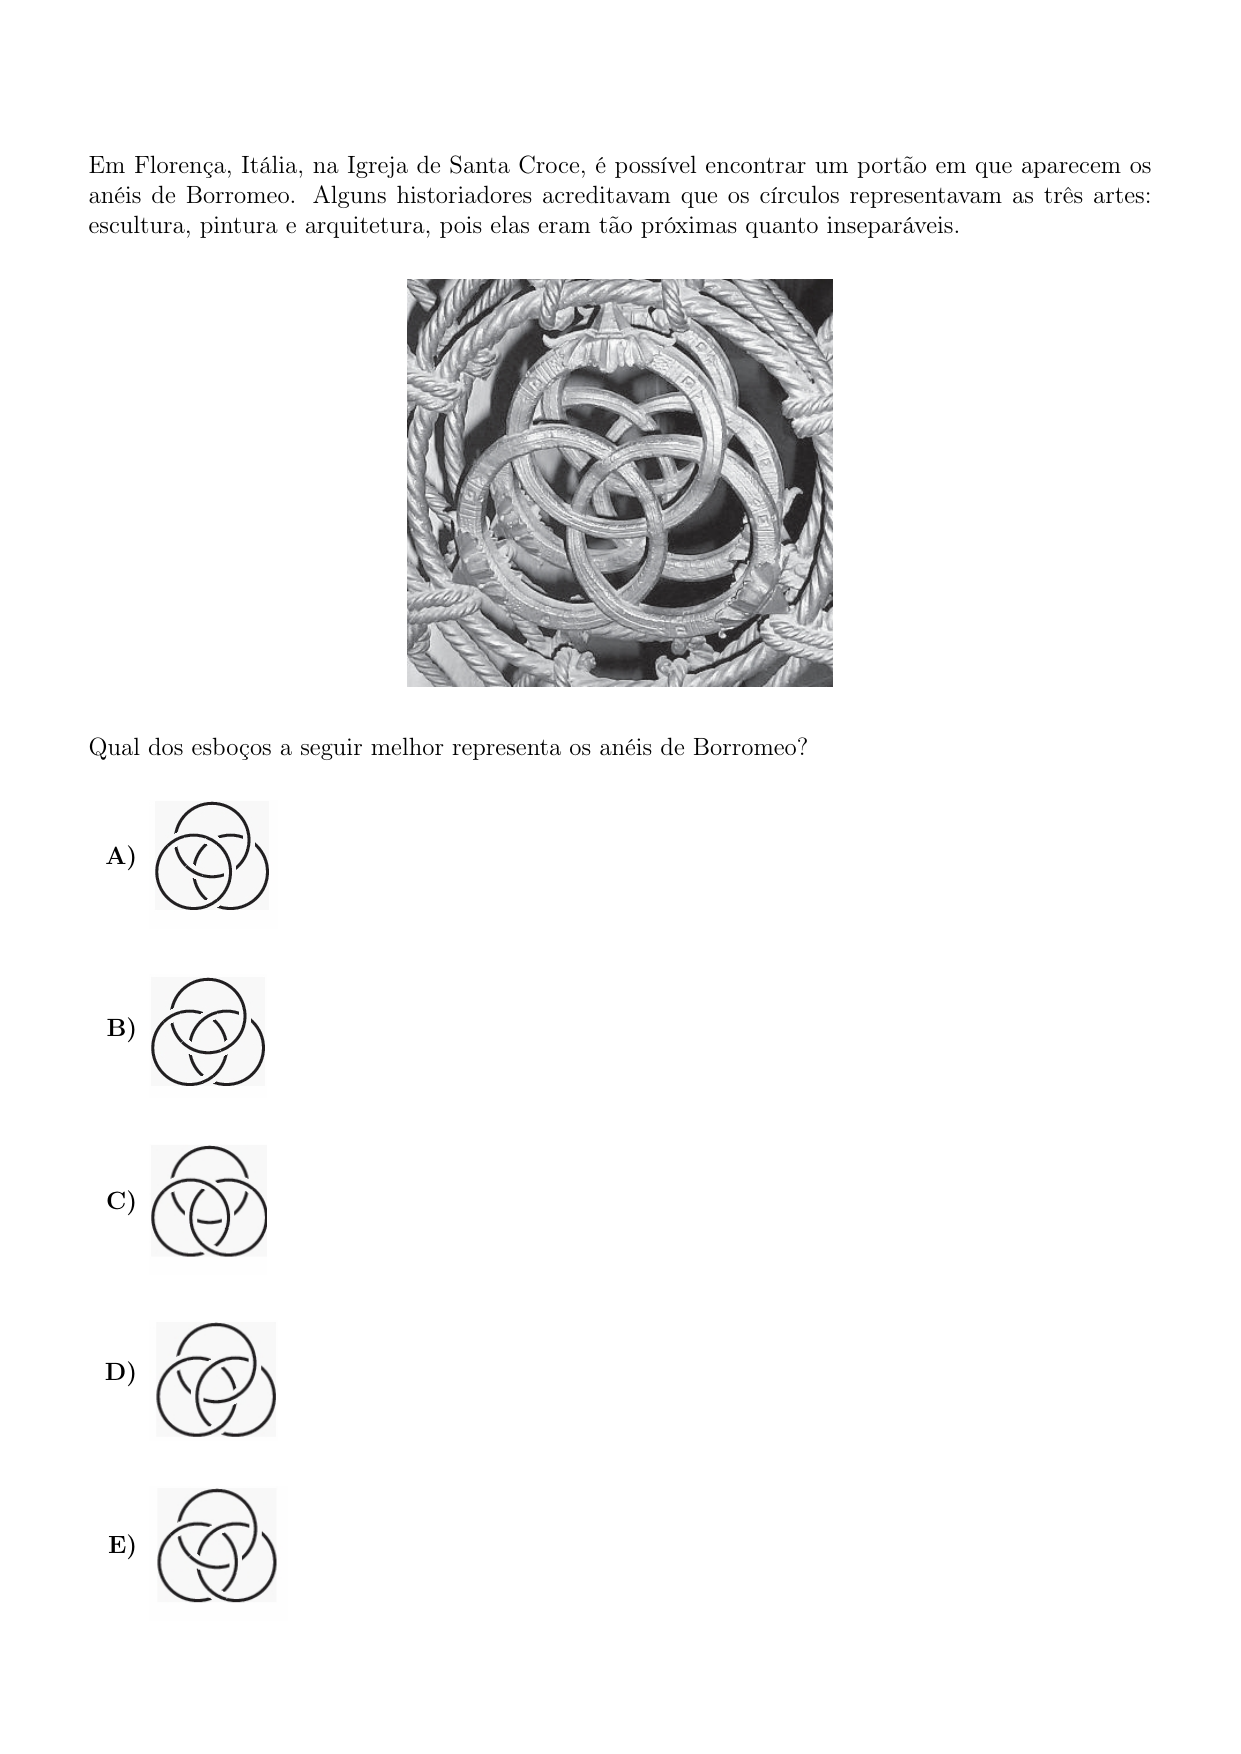 Em Florença, Itália, na Igreja de Santa Croce, é possível encontrar um portão em que aparecem os
anéis de Borromeo. Alguns historiadores acreditavam que os círculos representavam as três artes:
escultura, pintura e arquitetura, pois elas eram tão próximas quanto inseparáveis.
Qual dos esboços a seguir melhor representa os anéis de Borromeo?
A)
B)
C)
D)
E)